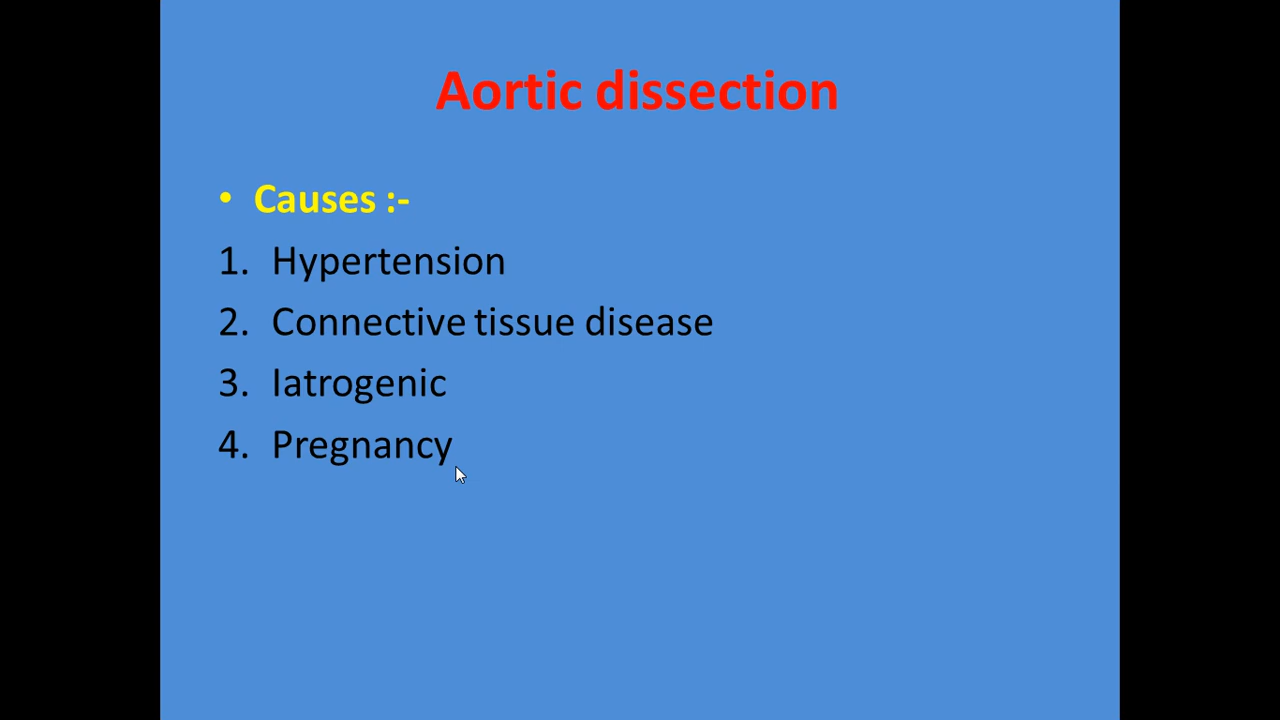 Aortic dissection
• Causes :-
1. Hypertension
2. Connective tissue disease
3. Iatrogenic
4. Pregnancy